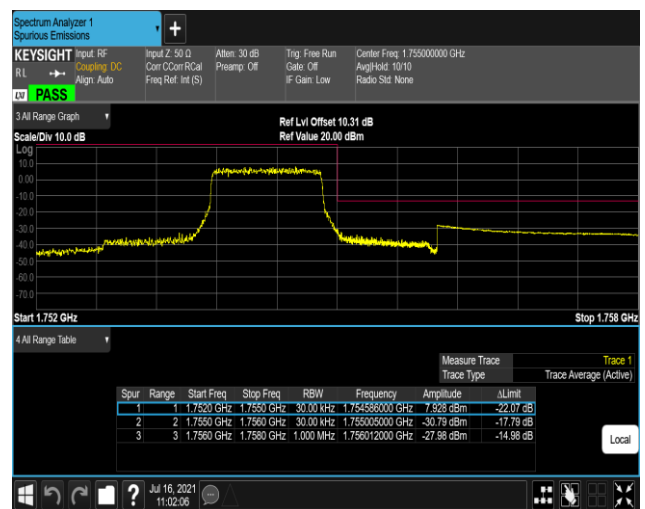 Spectrum Analyzer 1
Spurious Emissions
KEYSIGHT Input: RF Input Z: 50 Ω Atten: 30 dB Trig: Free Run Center Freq: 1.755000000 GHz
RL Coupling: DC Corr CCorr RCal Preamp: Off Gate: Off Avg|Hold: 10/10
Align: Auto Freq Ref: Int (S) IF Gain: Low Radio Std: None
LXI PASS
3 All Range Graph
Ref Lvl Offset 10.31 dB
Scale/Div 10.0 dB Ref Value 20.00 dBm
Log
10.0
0.00
-10.0
-20.0
-30.0
-40.0
-50.0
-60.0
-70.0
Start 1.752 GHz Stop 1.758 GHz
4 All Range Table
Measure Trace Trace 1
Trace Type Trace Average (Active)
Spur Range Start Freq Stop Freq RBW Frequency Amplitude ΔLimit
1 1 1.7520 GHz 1.7550 GHz 30.00 kHz 1.754586000 GHz 7.928 dBm -22.07 dB
2 2 1.7550 GHz 1.7560 GHz 30.00 kHz 1.755005000 GHz -30.79 dBm -17.79 dB
3 3 1.7560 GHz 1.7580 GHz 1.000 MHz 1.756012000 GHz -27.98 dBm -14.98 dB
Local
? Jul 16, 2021
11:02:06